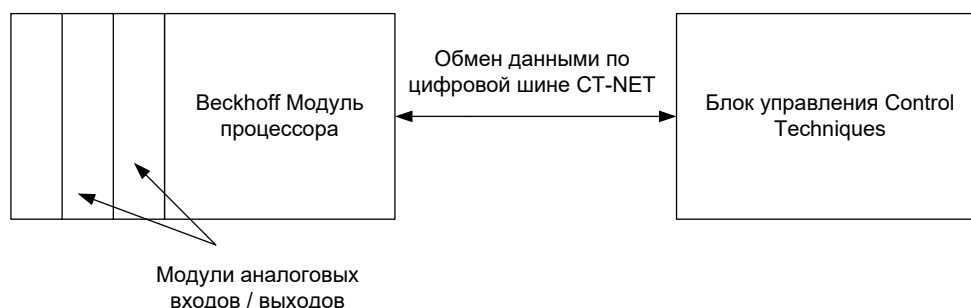 Beckhoff Модуль
процессора
Обмен данными по
цифровой шине CT-NET
Блок управления Control
Techniques
Модули аналоговых
входов / выходов